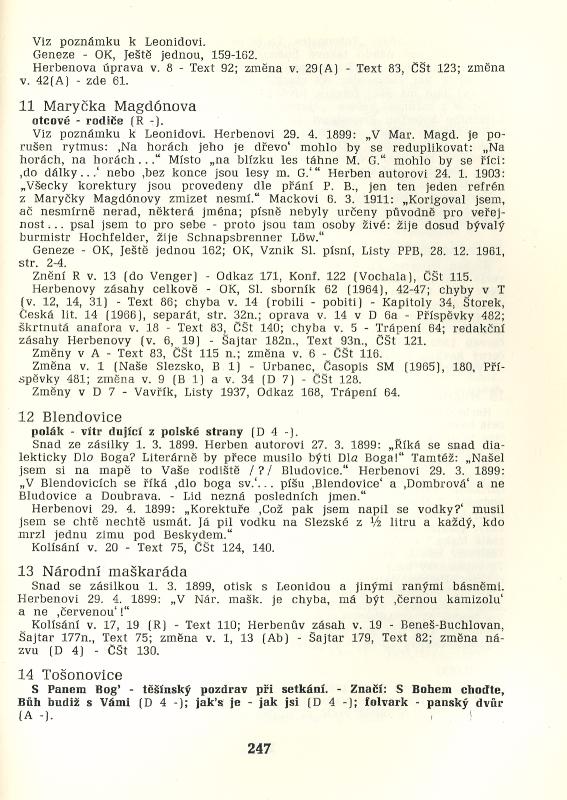 Viz poznámku k Leonidovi.
Geneze - OK, Ještě jednou, 159-162.
Herbenova úprava v. 8 - Text 92; změna v. 29(A) - Text 83, ČŠt 123; změna
v. 42(A) - zde 61.
11 Maryčka Magdónova
otcové - rodiče (R -).
Viz poznámku k Leonidovi. Herbenovi 29. 4. 1899: „V Mar. Magd. je po-
rušen rytmus: ‚Na horách jeho je dřevo‘ mohlo by se reduplikovat: „Na
horách, na horách...“ Místo „na blízku les táhne M. G.“ mohlo by se říci:
‚do dálky...‘ nebo ‚bez konce jsou lesy m. G.‘“ Herben autorovi 24. 1. 1903:
„Všecky korektury jsou provedeny dle přání P. B., jen ten jeden refrén
z Maryčky Magdónovy zmizet nesmí.“ Mackovi 6. 3. 1911: „Korigoval jsem,
ač nesmírně nerad, některá jména; písně nebyly určeny původně pro veřej-
nost... psal jsem to pro sebe - proto jsou tam osoby živé: žije dosud bývalý
burmistr Hochfelder, žije Schnapsbrenner Löw.“
Geneze - OK, Ještě jednou 162; OK, Vznik Sl. písní, Listy PPB, 28. 12. 1961,
str. 2-4.
Znění R v. 13 (do Venger) - Odkaz 171, Konf. 122 (Vochala), ČŠt 115.
Herbenovy zásahy celkově - OK, Sl. sborník 62 (1964), 42-47; chyby v T
(v. 12, 14, 31) - Text 86; chyba v. 14 (robili - pobiti) - Kapitoly 34, Štorek,
Česká lit. 14 (1966), separát, str. 32n.; oprava v. 14 v D 6a - Příspěvky 482;
škrtnutá anafora v. 18 - Text 83, ČŠt 140; chyba v. 5 - Trápení 64; redakční
zásahy Herbenovy (v. 6, 19) - Šajtar 182n., Text 93n., ČŠt 121.
Změny v A - Text 83, ČŠt 115 n.; změna v. 6 - ČŠt 116.
Změna v. 1 (Naše Slezsko, B 1) - Urbanec, Časopis SM (1965), 180, Pří-
spěvky 481; změna v. 9 (B 1) a v. 34 (D 7) - ČŠt 128.
Změny v D 7 - Vavřík, Listy 1937, Odkaz 168, Trápení 64.
12 Blendovice
polák - vítr dující z polské strany (D 4 -).
Snad ze zásilky 1. 3. 1899. Herben autorovi 27. 3. 1899: „Říká se snad dia-
lekticky Dlo Boga? Literárně by přece musilo býti Dla Boga!“ Tamtéž: „Našel
jsem si na mapě to Vaše rodiště /?/ Bludovice.“ Herbenovi 29. 3. 1899:
„V Blendovicích se říká ‚dlo boga sv.‘... píšu ‚Blendovice‘ a ‚Dombrová‘ a ne
Bludovice a Doubrava. - Lid nezná posledních jmen.“
Herbenovi 29. 4. 1899: „Korektuře ‚Což pak jsem napil se vodky?‘ musil
jsem se chtě nechtě usmát. Já pil vodku na Slezské z ½ litru a každý, kdo
mrzl jednu zimu pod Beskydem.“
Kolísání v. 20 - Text 75, ČŠt 124, 140.
13 Národní maškaráda
Snad se zásilkou 1. 3. 1899, otisk s Leonidou a jinými ranými básněmi.
Herbenovi 29. 4. 1899: „V Nár. mašk. je chyba, má být ‚černou kamizolu‘
a ne ‚červenou‘!“
Kolísání v. 17, 19 (R) - Text 110; Herbenův zásah v. 19 - Beneš-Buchlovan,
Šajtar 177n., Text 75; změna v. 1, 13 (Ab) - Šajtar 179, Text 82; změna ná-
zvu (D 4) - ČŠt 130.
14 Tošonovice
S Panem Bog’ - těšínský pozdrav při setkání. - Značí: S Bohem choďte,
Bůh budiž s Vámi (D 4 -); jak’s je - jak jsi (D 4 -); folvark - panský dvůr
(A -).
247